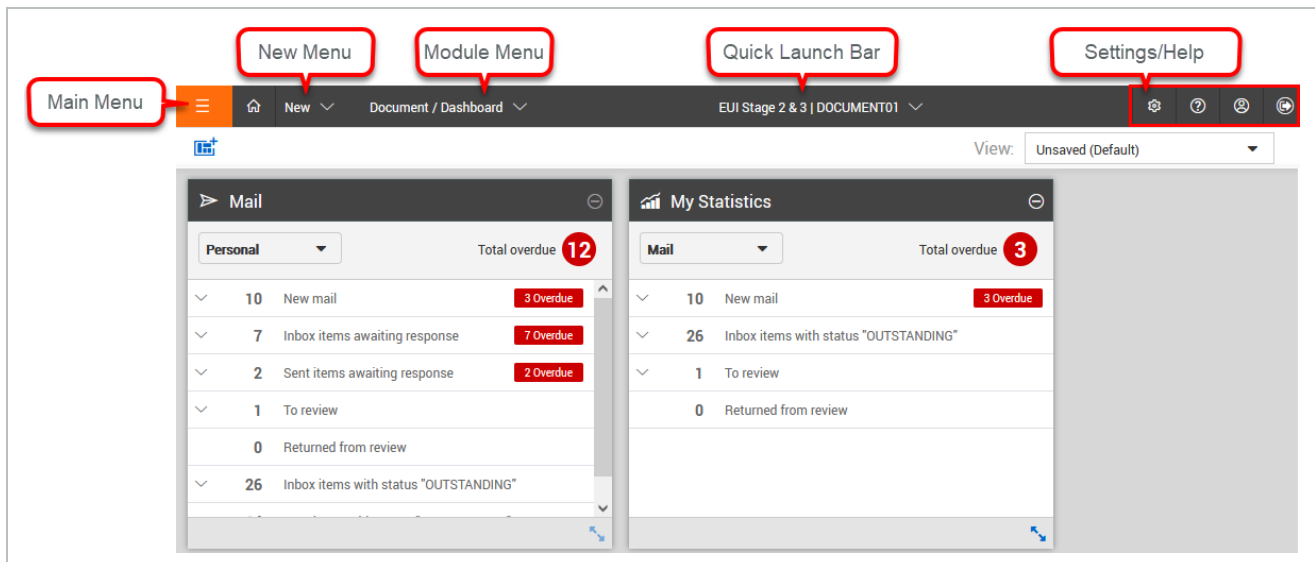 New Menu
Module Menu
Quick Launch Bar
Settings/Help
Main Menu
New
Document / Dashboard
EUI Stage 2 & 3 | DOCUMENT01
View: Unsaved (Default)
Mail
Personal Total overdue 12
10 New mail 3 Overdue
7 Inbox items awaiting response 7 Overdue
2 Sent items awaiting response 2 Overdue
1 To review
0 Returned from review
26 Inbox items with status "OUTSTANDING"
My Statistics
Mail Total overdue 3
10 New mail 3 Overdue
26 Inbox items with status "OUTSTANDING"
1 To review
0 Returned from review